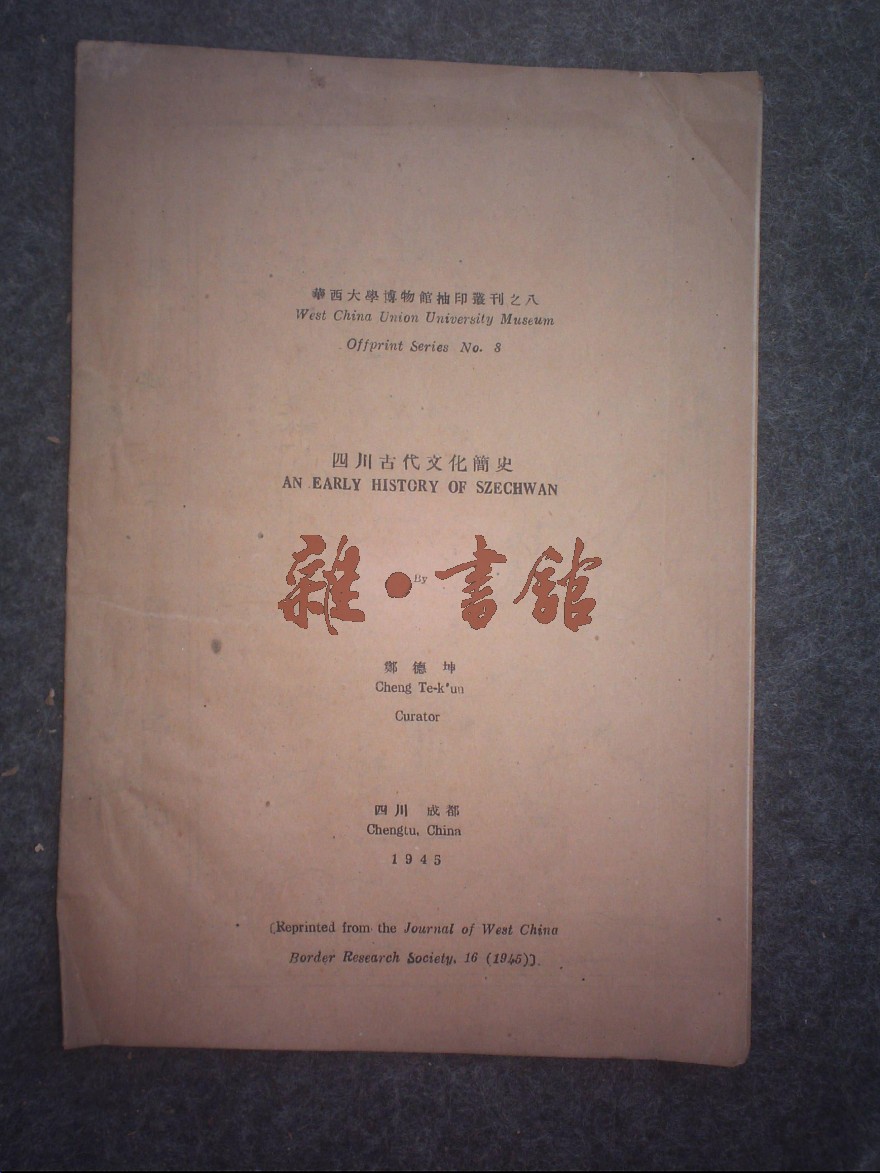 華西大學博物館抽印叢刊之八
West China Union University Museum
Offprint Series No. 8
四川古代文化簡史
AN EARLY HISTORY OF SZECHWAN
By
雜·書館
鄭德坤
Cheng Te-k'un
Curator
四川 成都
Chengtu, China
1945
[Reprinted from the Journal of West China
Border Research Society, 16 (1945)].